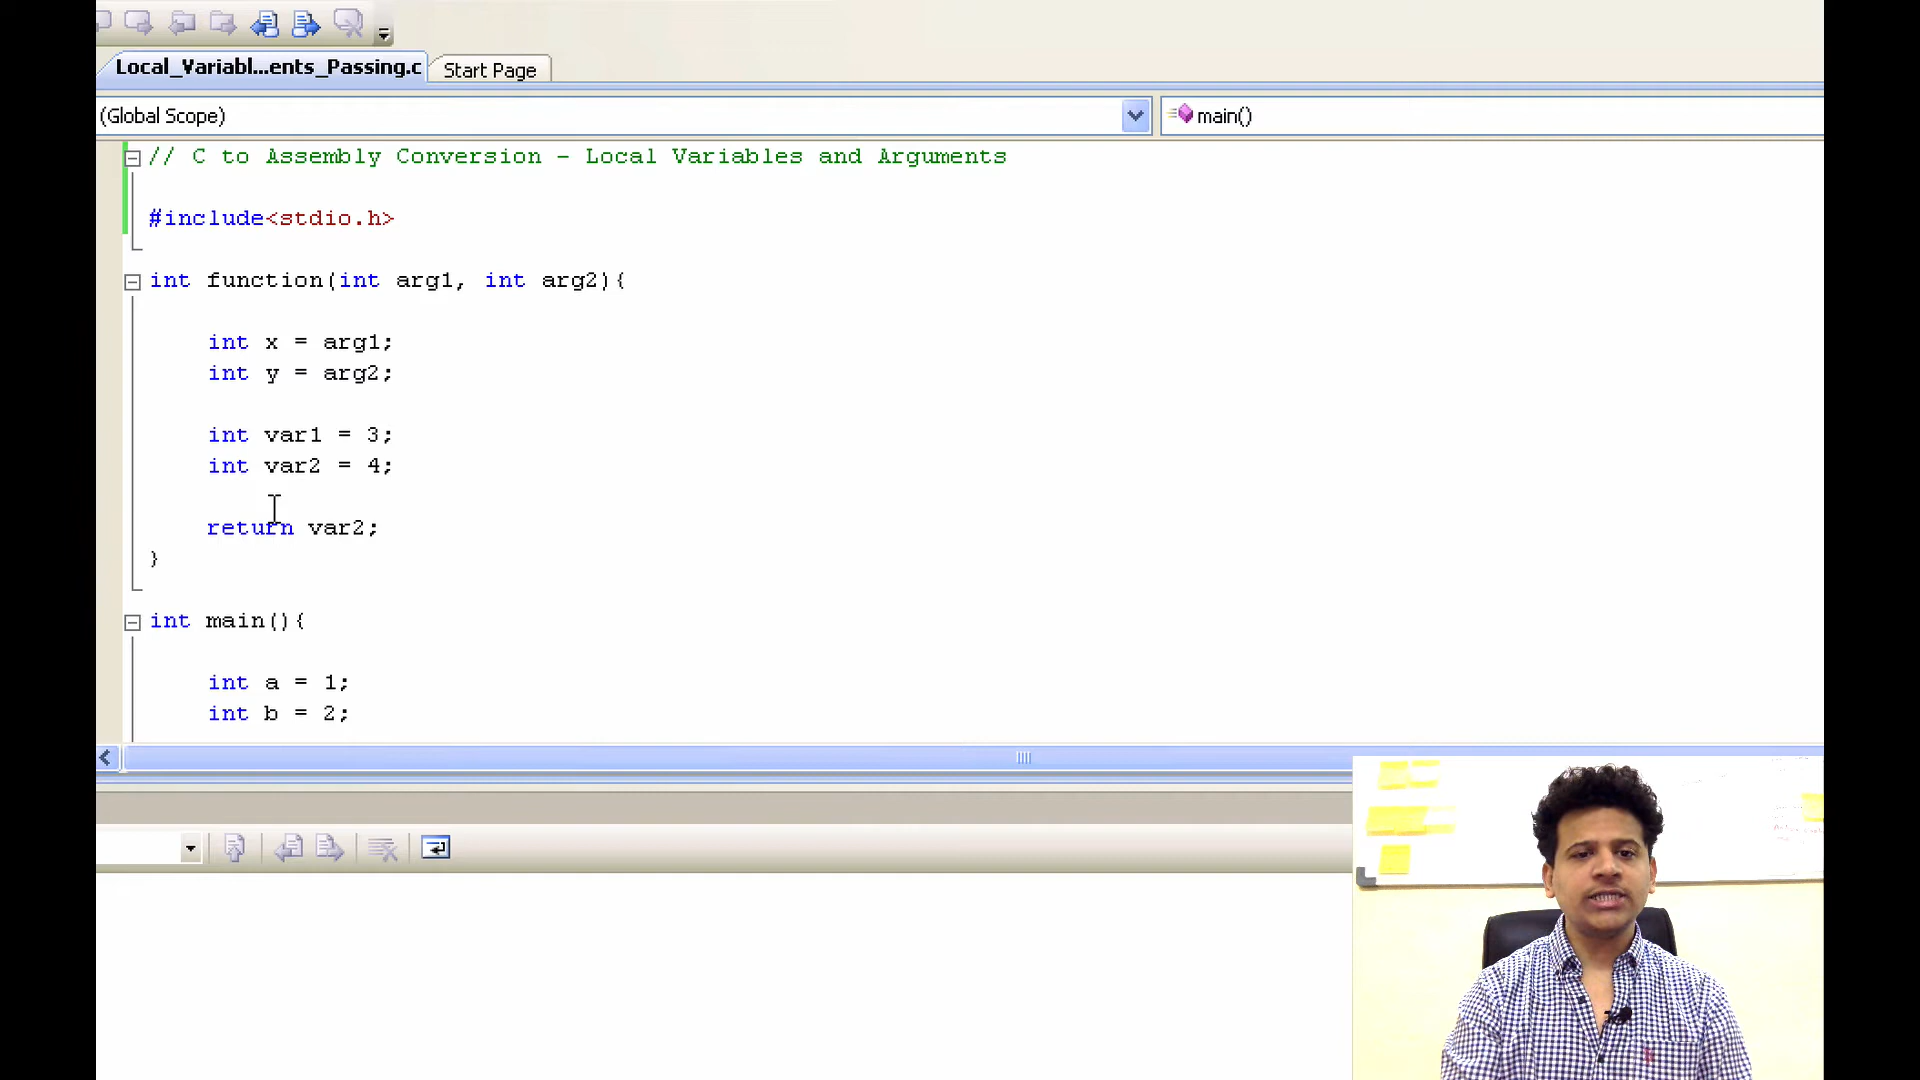 Local_Variabl...ents_Passing.c
Start Page
(Global Scope)
main()
// C to Assembly Conversion - Local Variables and Arguments
#include<stdio.h>
int function(int arg1, int arg2){
int x = arg1;
int y = arg2;
int var1 = 3;
int var2 = 4;
return var2;
}
int main(){
int a = 1;
int b = 2;